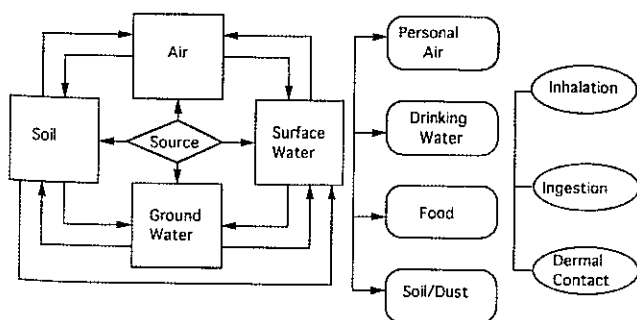 Air
Soil
Source
Surface
Water
Ground
Water
Personal
Air
Drinking
Water
Food
Soil/Dust
Inhalation
Ingestion
Dermal
Contact